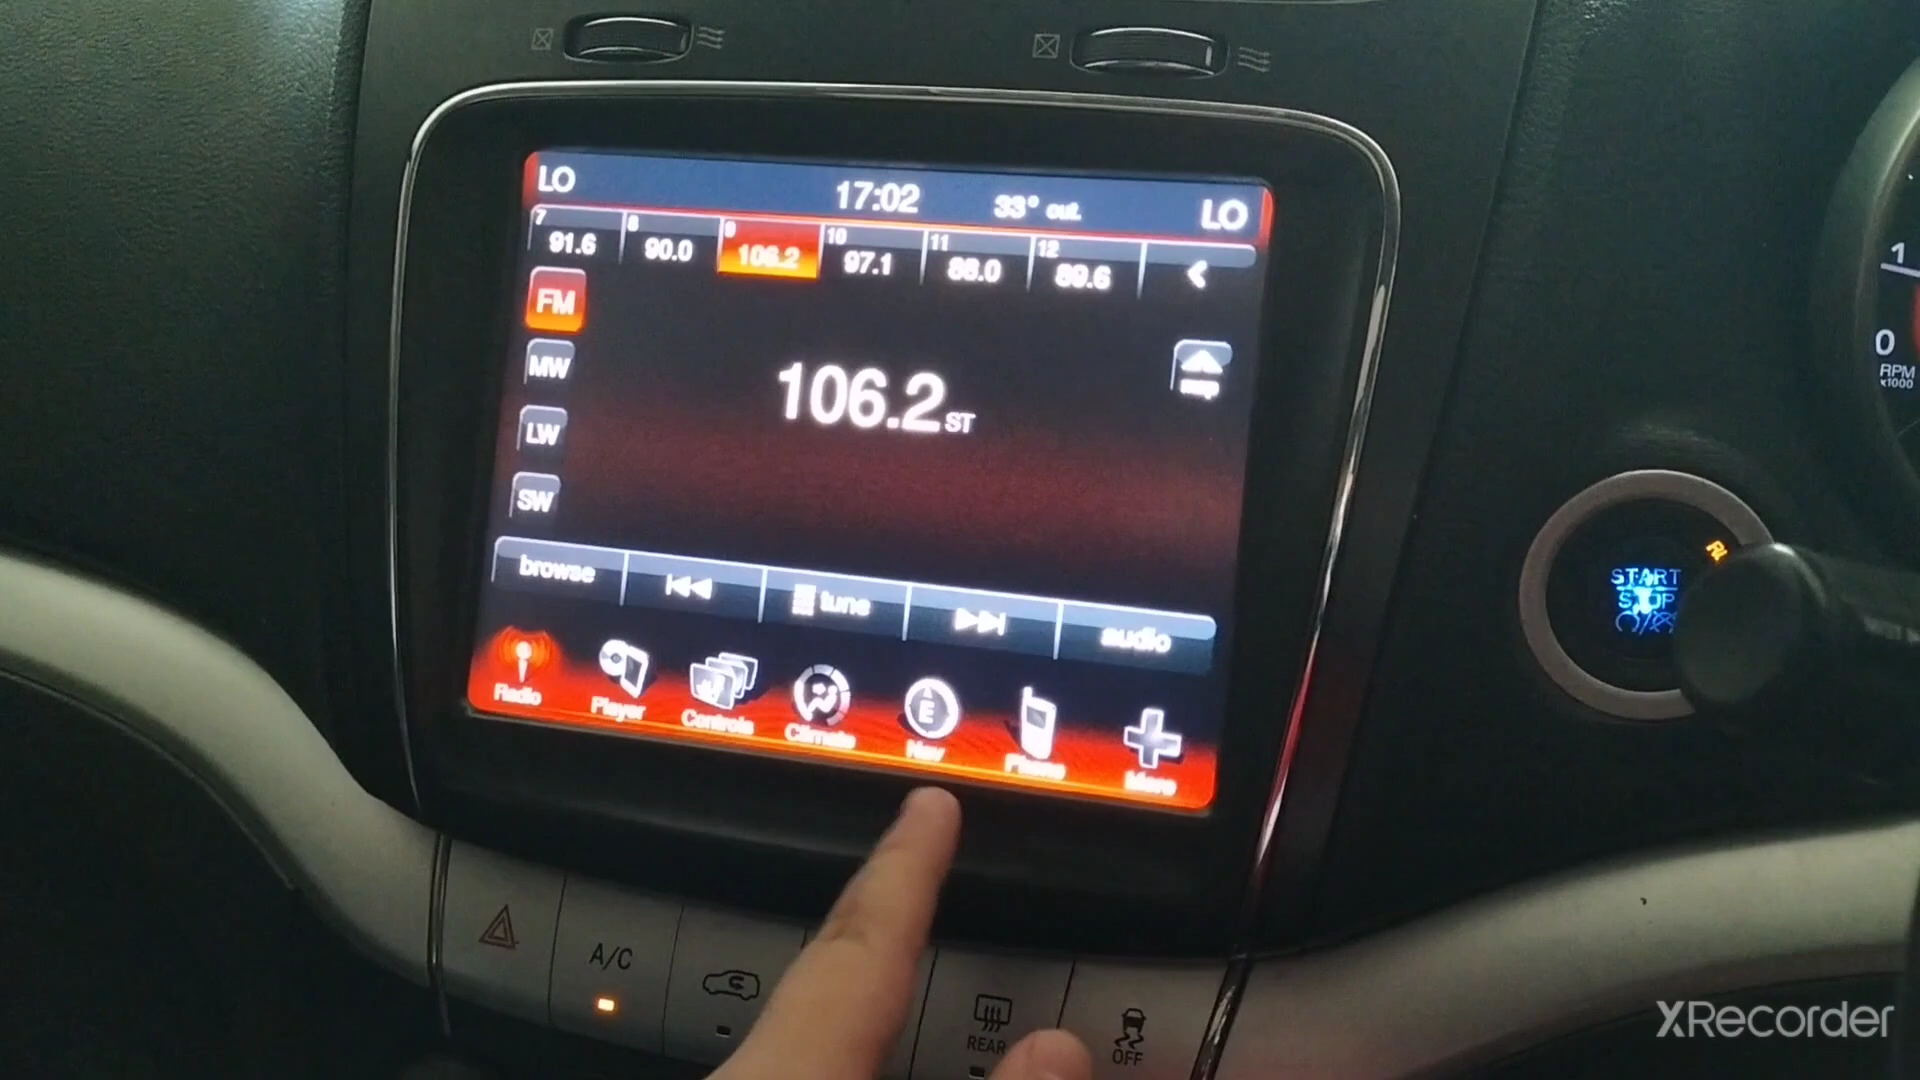 LO
17:02
33° out.
LO
7
91.6
8
90.0
9
106.2
10
97.1
11
88.0
12
89.6
FM
MW
LW
SW
106.2 ST
map
browse
tune
audio
Radio
Player
Controls
Climate
E
Nav
Phone
More
A/C
REAR
OFF
START
STOP
1
0
RPM
x1000
XRecorder